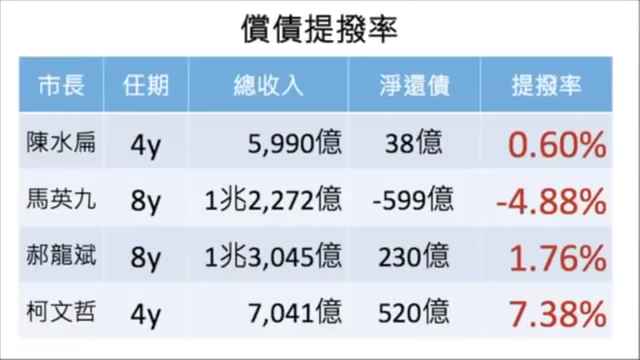 償債提撥率
市長 任期 總收入 淨還債 提撥率
陳水扁 4y 5,990億 38億 0.60%
馬英九 8y 1兆2,272億 -599億 -4.88%
郝龍斌 8y 1兆3,045億 230億 1.76%
柯文哲 4y 7,041億 520億 7.38%